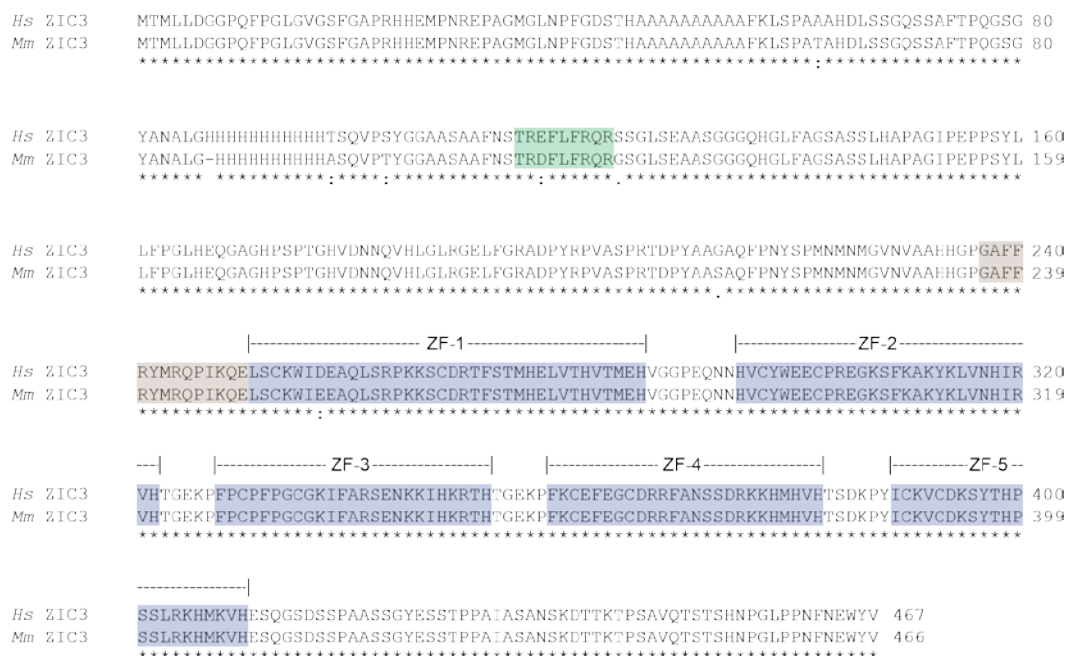 Hs ZIC3 MTMLLDGGPQFPGLGVGSFGAPRHHEMPNREPAGMGLNPFGDSTHAAAAAAAAAAFKLSPAAAHDLSSGQSSAFTPQGSG 80
Mm ZIC3 MTMLLDGGPQFPGLGVGSFGAPRHHEMPNREPAGMGLNPFGDSTHAAAAAAAAAAFKLSPATAHDLSSGQSSAFTPQGSG 80
*************************************************************:******************
Hs ZIC3 YANALGHHHHHHHHHHHTSQVPSYGGAASAAFNSTREFLFRQRSSGLSEAASGGGQHGLFAGSASSLHAPAGIPEPPSYL 160
Mm ZIC3 YANALG-HHHHHHHHHHASQVPTYGGAASAAFNSTRDFLFRQRGSGLSEAASGGGQHGLFAGSASSLHAPAGIPEPPSYL 159
****** **********:****:*************:******.************************************
Hs ZIC3 LFPGLHEQGAGHPSPTGHVDNNQVHLGLRGELFGRADPYRPVASPRTDPYAAGAQFPNYSPMNMNMGVNVAAHHGPGAFF 240
Mm ZIC3 LFPGLHEQGAGHPSPTGHVDNNQVHLGLRGELFGRADPYRPVASPRTDPYAASAQFPNYSPMNMNMGVNVAAHHGPGAFF 239
****************************************************.***************************
|-------------------- ZF-1---------------------| |---------------ZF-2-----------------
Hs ZIC3 RYMRQPIKQELSCKWIDEAQLSRPKKSCDRTFSTMHELVTHVTMEHVGGPEQNNHVCYWEECPREGKSFKAKYKLVNHIR 320
Mm ZIC3 RYMRQPIKQELSCKWIEEAQLSRPKKSCDRTFSTMHELVTHVTMEHVGGPEQNNHVCYWEECPREGKSFKAKYKLVNHIR 319
****************:***************************************************************
---| |--------------ZF-3---------------| |--------------ZF-4---------------| |----------ZF-5--
Hs ZIC3 VHTGEKPFPCPFPGCGKIFARSENLKIHKRTHTGEKPFKCEFEGCDRRFANSSDRKKHMHVHTSDKPYICKVCDKSYTHP 400
Mm ZIC3 VHTGEKPFPCPFPGCGKIFARSENLKIHKRTHTGEKPFKCEFEGCDRRFANSSDRKKHMHVHTSDKPYICKVCDKSYTHP 399
********************************************************************************
--------------|
Hs ZIC3 SSLRKHMKVHESQGSDSSPAASSGYESSTPPAIASANSKDTTKTPSAVQTSTSHNPGLPPNFNEWYV 467
Mm ZIC3 SSLRKHMKVHESQGSDSSPAASSGYESSTPPAIASANSKDTTKTPSAVQTSTSHNPGLPPNFNEWYV 466
*******************************************************************